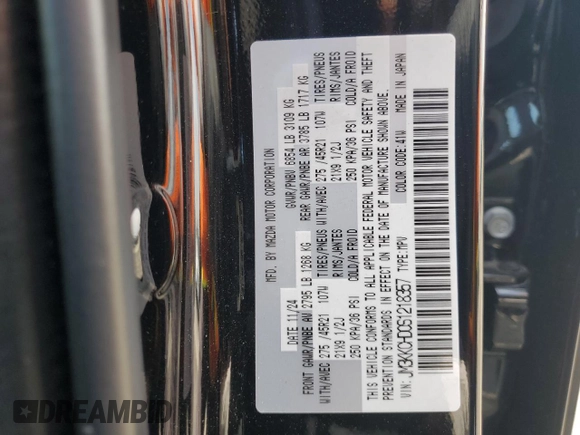 MFD. BY MAZDA MOTOR CORPORATION
DATE 11/24 GVWR/PNBV 6854 LB 3109 KG
FRONT GAWR/PNBE AV 2795 LB 1268 KG REAR GAWR/PNBE AR 3785 LB 1717 KG
WITH/AVEC 275 /45R21 107W TIRES/PNEUS WITH/AVEC 275 /45R21 107W TIRES/PNEUS
21X9 1/2J RIMS/JANTES 21X9 1/2J RIMS/JANTES
250 KPA/36 PSI COLD/A FROID 250 KPA/36 PSI COLD/A FROID
THIS VEHICLE CONFORMS TO ALL APPLICABLE FEDERAL MOTOR VEHICLE SAFETY AND THEFT
PREVENTION STANDARDS IN EFFECT ON THE DATE OF MANUFACTURE SHOWN ABOVE.
VIN: JM3KKCHD0S1218357 TYPE:MPV COLOR CODE:41W MADE IN JAPAN
DREAMBID